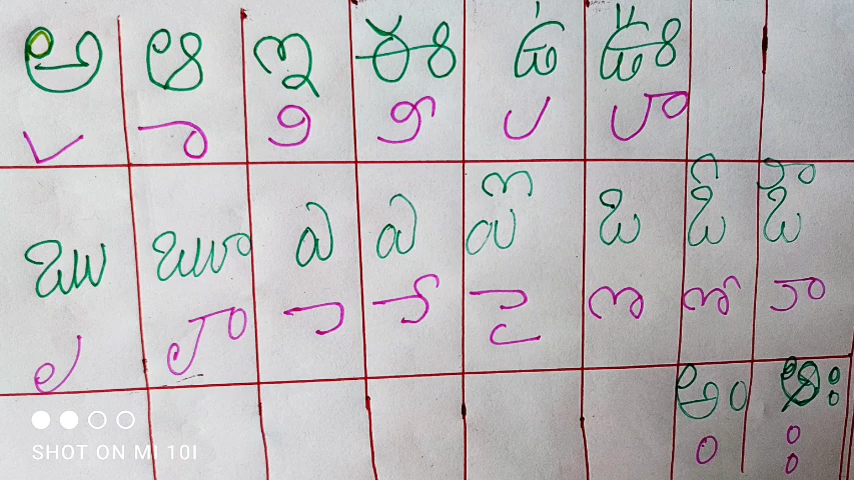 అ ఆ ఇ ఈ ఉ ఊ
✓ ా ి ీ ు ూ
ఋ ౠ ఎ ఏ ఐ ఒ ఓ ఔ
ృ ౄ ె ే ై ొ ో ౌ
అం అః
ం ః
SHOT ON MI 10I